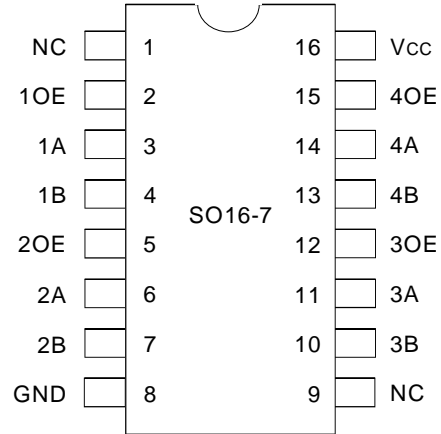 NC 1 16 Vcc
1OE 2 15 4OE
1A 3 14 4A
1B 4 13 4B
SO16-7
2OE 5 12 3OE
2A 6 11 3A
2B 7 10 3B
GND 8 9 NC